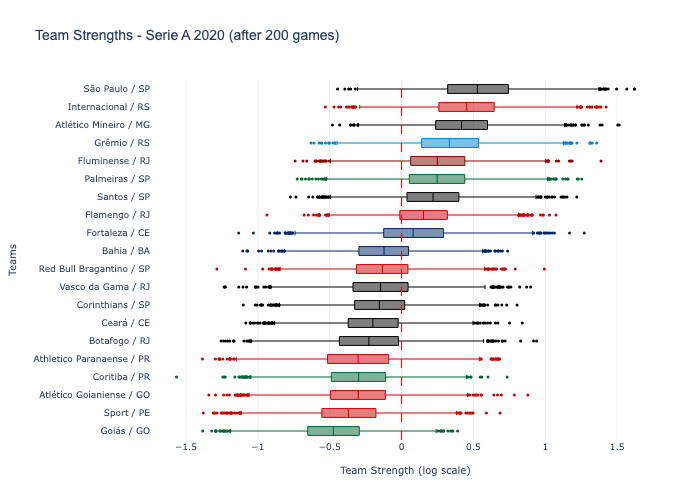 Team Strengths - Serie A 2020 (after 200 games)
São Paulo / SP
Internacional / RS
Atlético Mineiro / MG
Grêmio / RS
Fluminense / RJ
Palmeiras / SP
Santos / SP
Flamengo / RJ
Fortaleza / CE
Bahia / BA
Red Bull Bragantino / SP
Vasco da Gama / RJ
Corinthians / SP
Ceará / CE
Botafogo / RJ
Athletico Paranaense / PR
Coritiba / PR
Atlético Goianiense / GO
Sport / PE
Goiás / GO
Teams
−1.5 −1 −0.5 0 0.5 1 1.5
Team Strength (log scale)